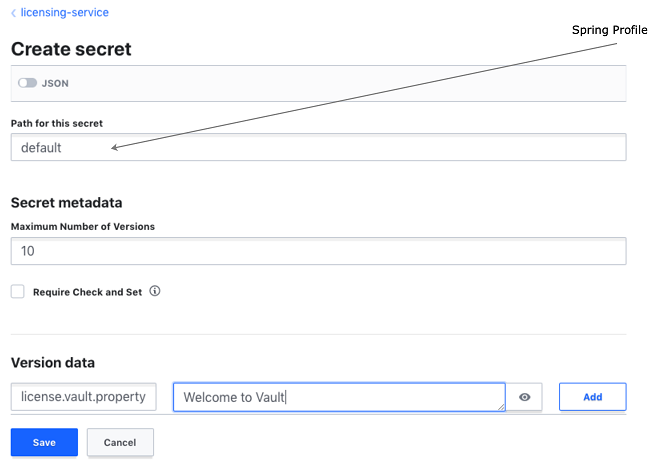 licensing-service
Spring Profile
Create secret
JSON
Path for this secret
default
Secret metadata
Maximum Number of Versions
10
Require Check and Set
Version data
license.vault.property Welcome to Vault Add
Save Cancel